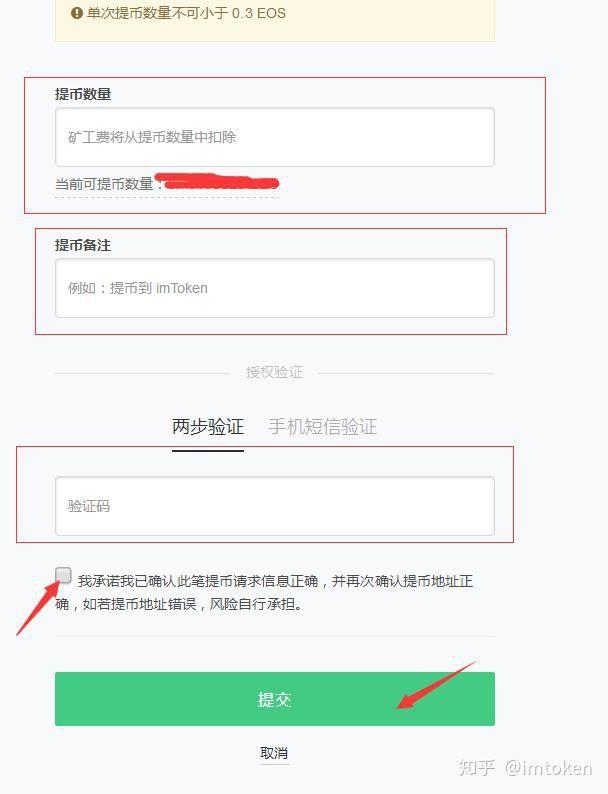 单次提币数量不可小于 0.3 EOS
提币数量
矿工费将从提币数量中扣除
当前可提币数量：
提币备注
例如：提币到 imToken
授权验证
两步验证 手机短信验证
验证码
我承诺我已确认此笔提币请求信息正确，并再次确认提币地址正
确，如若提币地址错误，风险自行承担。
提交
取消
知乎 @imtoken